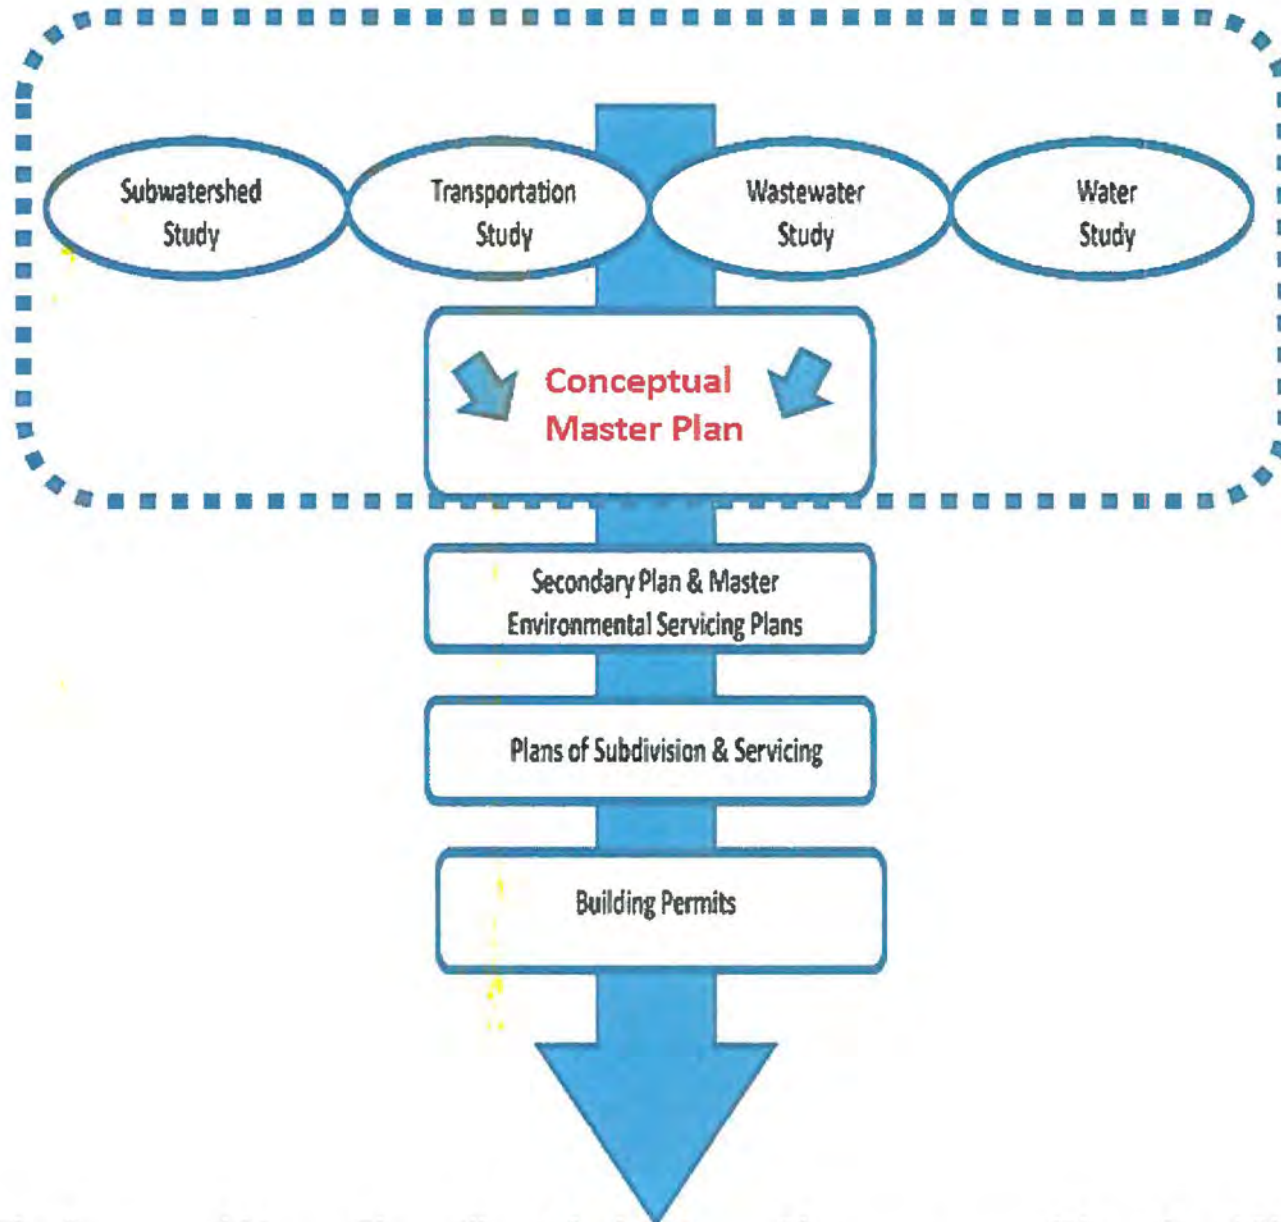 Subwatershed
Study
Transportation
Study
Wastewater
Study
Water
Study
Conceptual
Master Plan
Secondary Plan & Master
Environmental Servicing Plans
Plans of Subdivision & Servicing
Building Permits